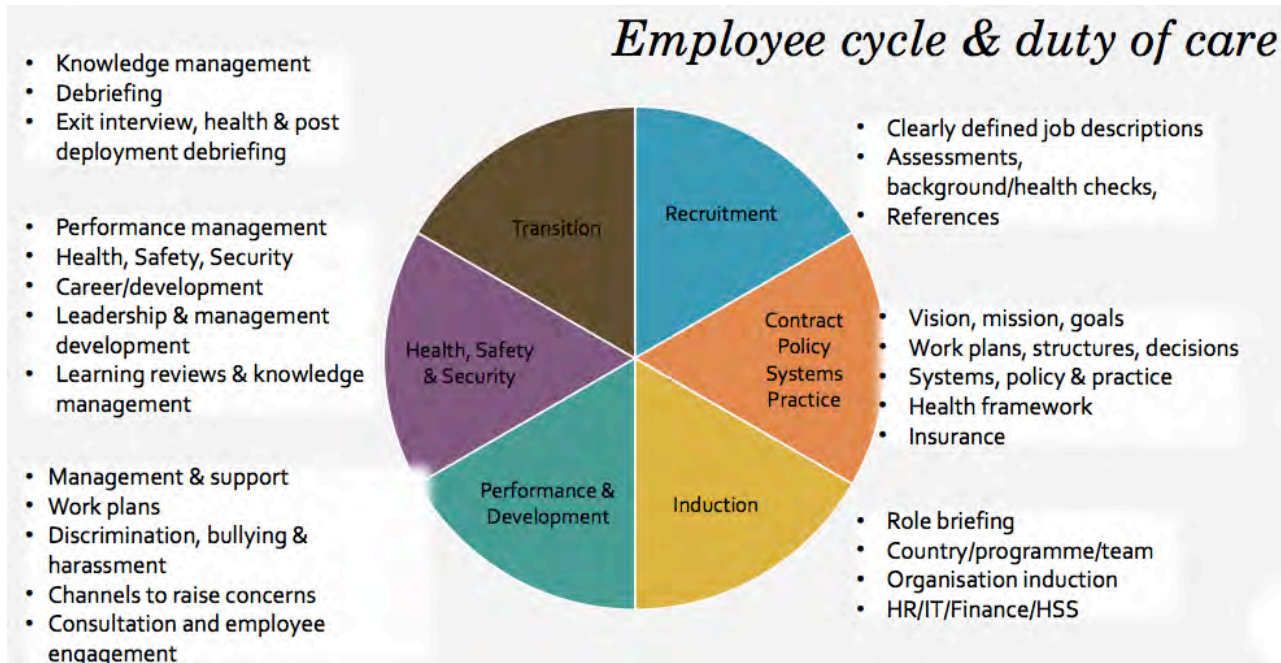 Employee cycle & duty of care
• Knowledge management
• Debriefing
• Exit interview, health & post
deployment debriefing
• Performance management
• Health, Safety, Security
• Career/development
• Leadership & management
development
• Learning reviews & knowledge
management
• Management & support
• Work plans
• Discrimination, bullying &
harassment
• Channels to raise concerns
• Consultation and employee
engagement
Transition
Recruitment
Health, Safety
& Security
Contract
Policy
Systems
Practice
Performance &
Development
Induction
• Clearly defined job descriptions
• Assessments,
background/health checks,
• References
• Vision, mission, goals
• Work plans, structures, decisions
• Systems, policy & practice
• Health framework
• Insurance
• Role briefing
• Country/programme/team
• Organisation induction
• HR/IT/Finance/HSS